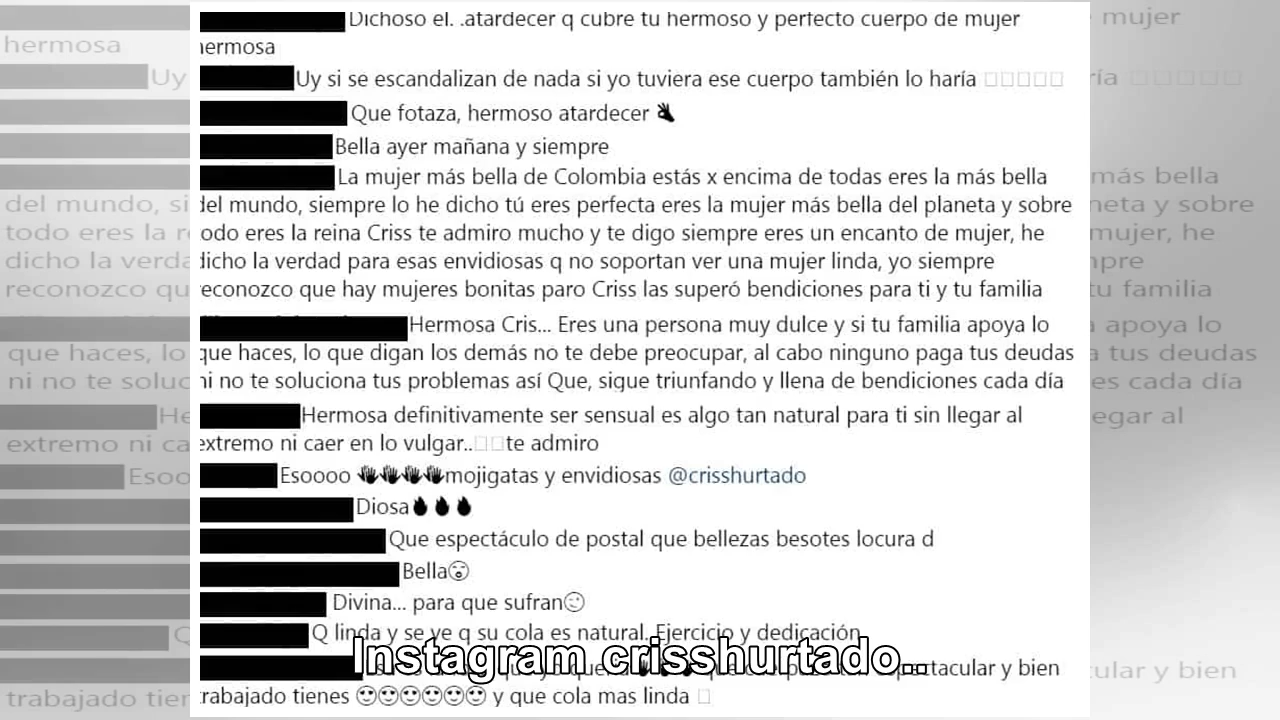 Dichoso el. .atardecer q cubre tu hermoso y perfecto cuerpo de mujer
hermosa
Uy si se escandalizan de nada si yo tuviera ese cuerpo también lo haría
Que fotaza, hermoso atardecer 👌
Bella ayer mañana y siempre
La mujer más bella de Colombia estás x encima de todas eres la más bella
del mundo, siempre lo he dicho tú eres perfecta eres la mujer más bella del planeta y sobre
todo eres la reina Criss te admiro mucho y te digo siempre eres un encanto de mujer, he
dicho la verdad para esas envidiosas q no soportan ver una mujer linda, yo siempre
reconozco que hay mujeres bonitas paro Criss las superó bendiciones para ti y tu familia
Hermosa Cris... Eres una persona muy dulce y si tu familia apoya lo
que haces, lo que digan los demás no te debe preocupar, al cabo ninguno paga tus deudas
ni no te soluciona tus problemas así Que, sigue triunfando y llena de bendiciones cada día
Hermosa definitivamente ser sensual es algo tan natural para ti sin llegar al
extremo ni caer en lo vulgar..te admiro
Esoooo 👋👋👋👋mojigatas y envidiosas @crisshurtado
Diosa🔥🔥🔥
Que espectáculo de postal que bellezas besotes locura d
Bella😲
Divina... para que sufran🙂
Q linda y se ve q su cola es natural. Ejercicio y dedicación
Instagram crisshurtado...
espectacular y bien
trabajado tienes 🙂🙂🙂🙂🙂🙂 y que cola mas linda